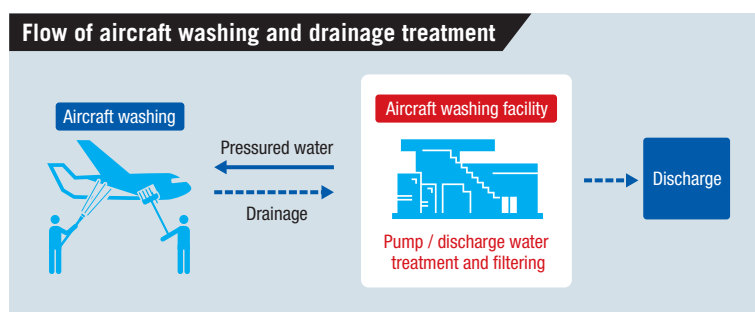 Flow of aircraft washing and drainage treatment
Aircraft washing
Pressured water
Drainage
Aircraft washing facility
Pump / discharge water
treatment and filtering
Discharge